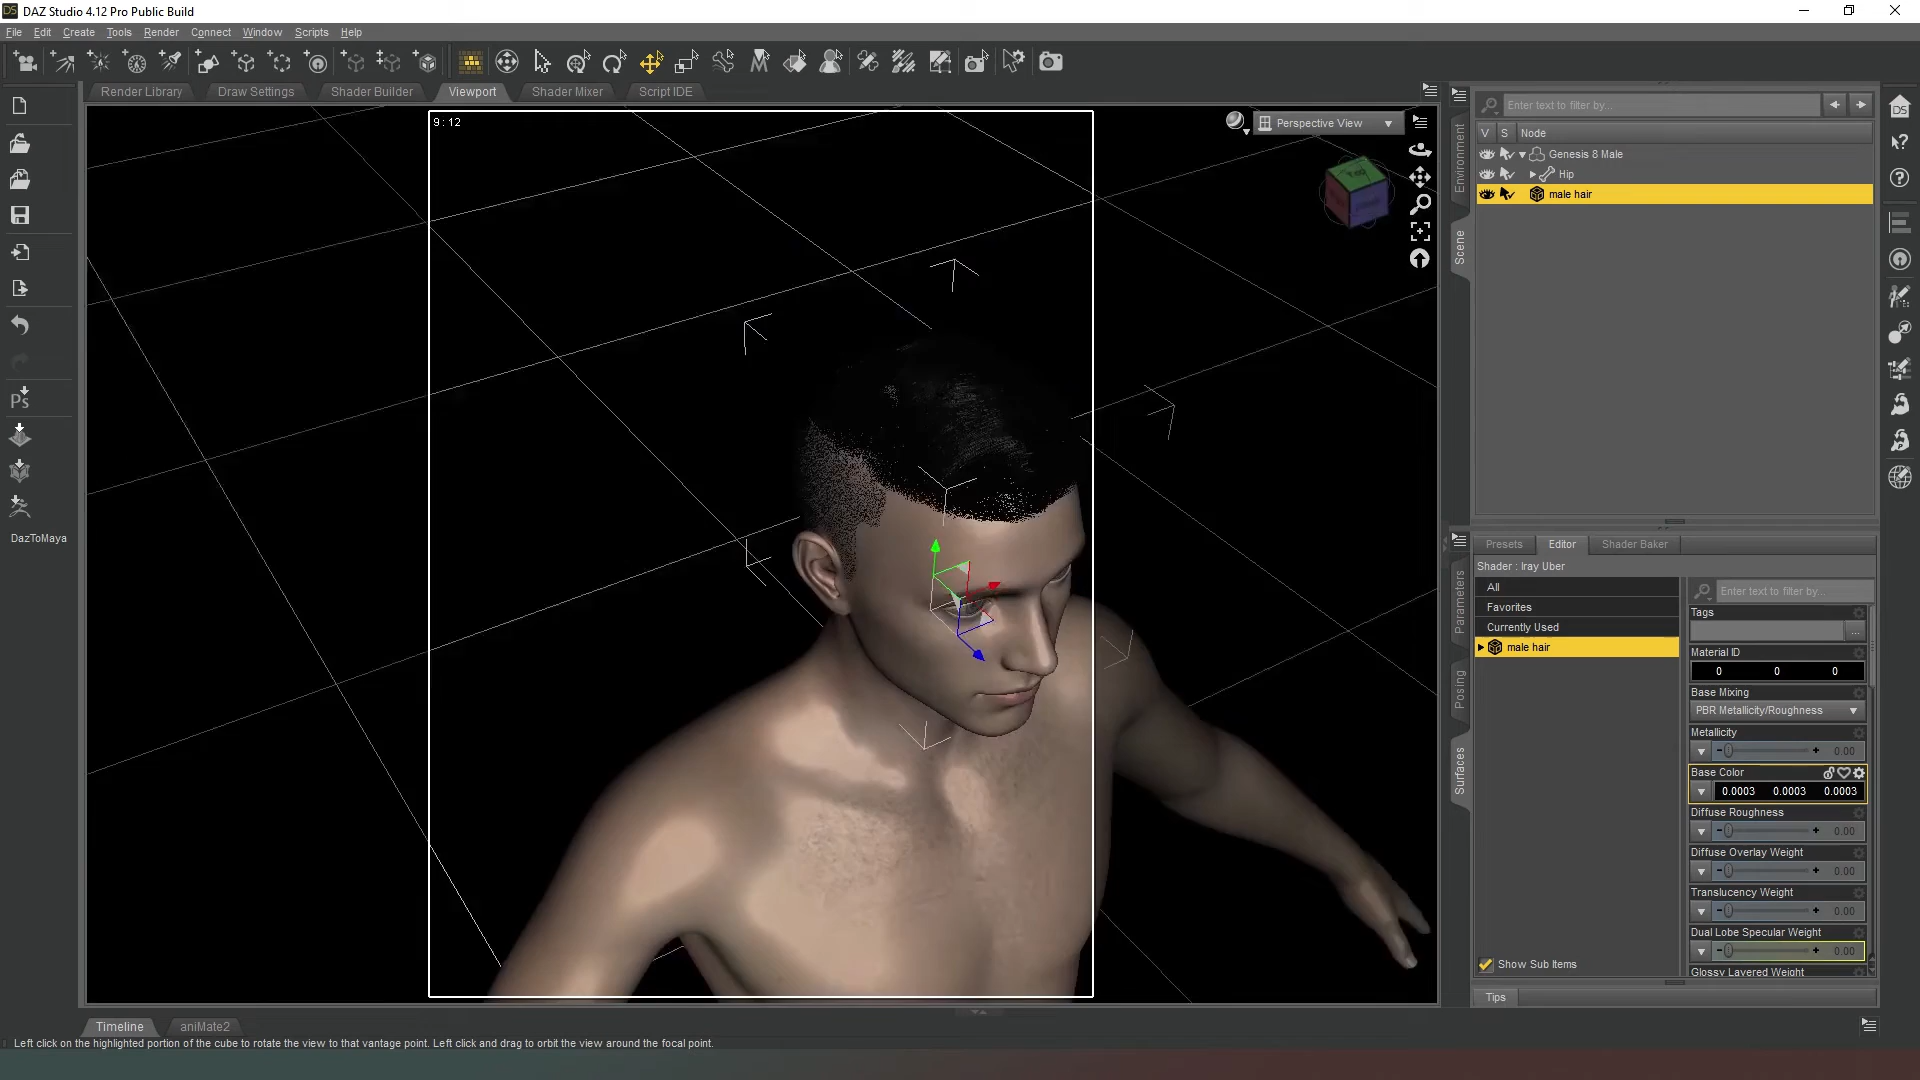 DAZ Studio 4.12 Pro Public Build
File Edit Create Tools Render Connect Window Scripts Help
Render Library Draw Settings Shader Builder Viewport Shader Mixer Script IDE
9 : 12
Perspective View
Top
Ps
DazToMaya
Environment
Scene
Enter text to filter by...
V S Node
Genesis 8 Male
Hip
male hair
Parameters
Posing
Surfaces
Presets Editor Shader Baker
Shader : Iray Uber
All
Favorites
Currently Used
male hair
Show Sub Items
Enter text to filter by...
Tags
...
Material ID
0 0 0
Base Mixing
PBR Metallicity/Roughness
Metallicity
0.00
Base Color
0.0003 0.0003 0.0003
Diffuse Roughness
0.00
Diffuse Overlay Weight
0.00
Translucency Weight
0.00
Dual Lobe Specular Weight
0.00
Glossy Layered Weight
Tips
Timeline aniMate2
Left click on the highlighted portion of the cube to rotate the view to that vantage point. Left click and drag to orbit the view around the focal point.